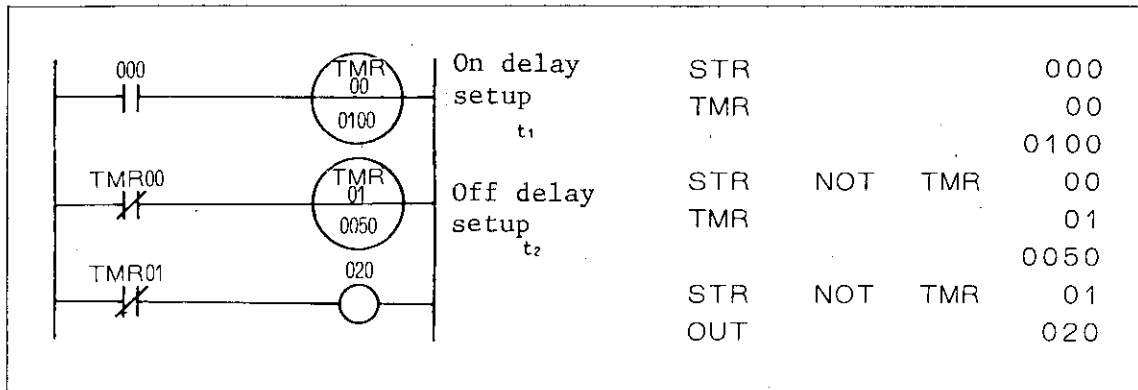 000
TMR
00
0100
On delay
setup
t₁
TMR00
TMR
01
0050
Off delay
setup
t₂
TMR01
020
STR 000
TMR 00
0100
STR NOT TMR 00
TMR 01
0050
STR NOT TMR 01
OUT 020